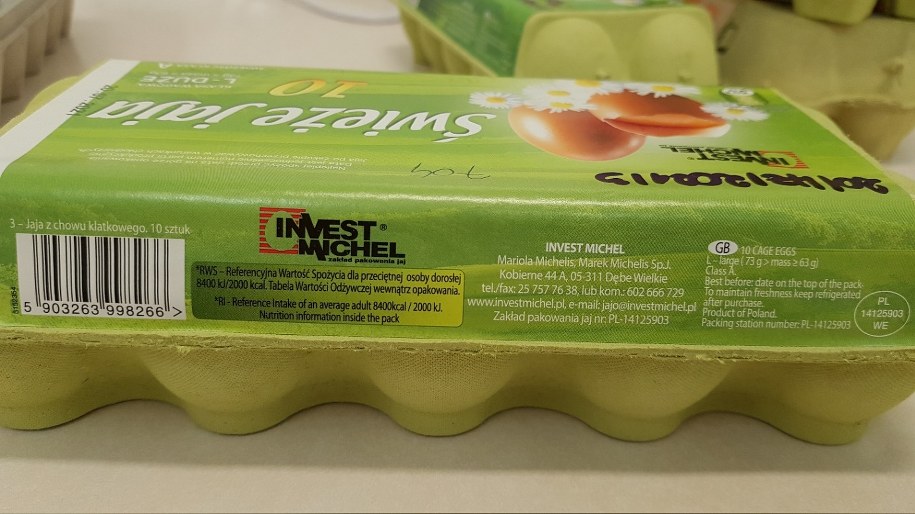 L - DUŻE
10
Świeże jaja
INVEST
MICHEL
3 – Jaja z chowu klatkowego. 10 sztuk
5 903263 998266 >
INVEST®
MICHEL
zakład pakowania jaj
*RWS – Referencyjna Wartość Spożycia dla przeciętnej osoby dorosłej
8400 kJ/2000 kcal. Tabela Wartości Odżywczej wewnątrz opakowania.
*RI - Reference Intake of an average adult 8400kcal / 2000 kJ.
Nutrition information inside the pack
INVEST MICHEL
Mariola Michelis, Marek Michelis Sp.J.
Kobierne 44 A, 05-311 Dębe Wielkie
tel./fax: 25 757 76 38, lub kom.: 602 666 729
www.investmichel.pl, e-mail: jajo@investmichel.pl
Zakład pakowania jaj nr: PL-14125903
GB 10 CAGE EGGS
L – large ( 73 g > mass ≥ 63 g)
Class A.
Best before: date on the top of the pack
To maintain freshness keep refrigerated
after purchase.
Product of Poland.
Packing station number: PL-14125903
PL
14125903
WE